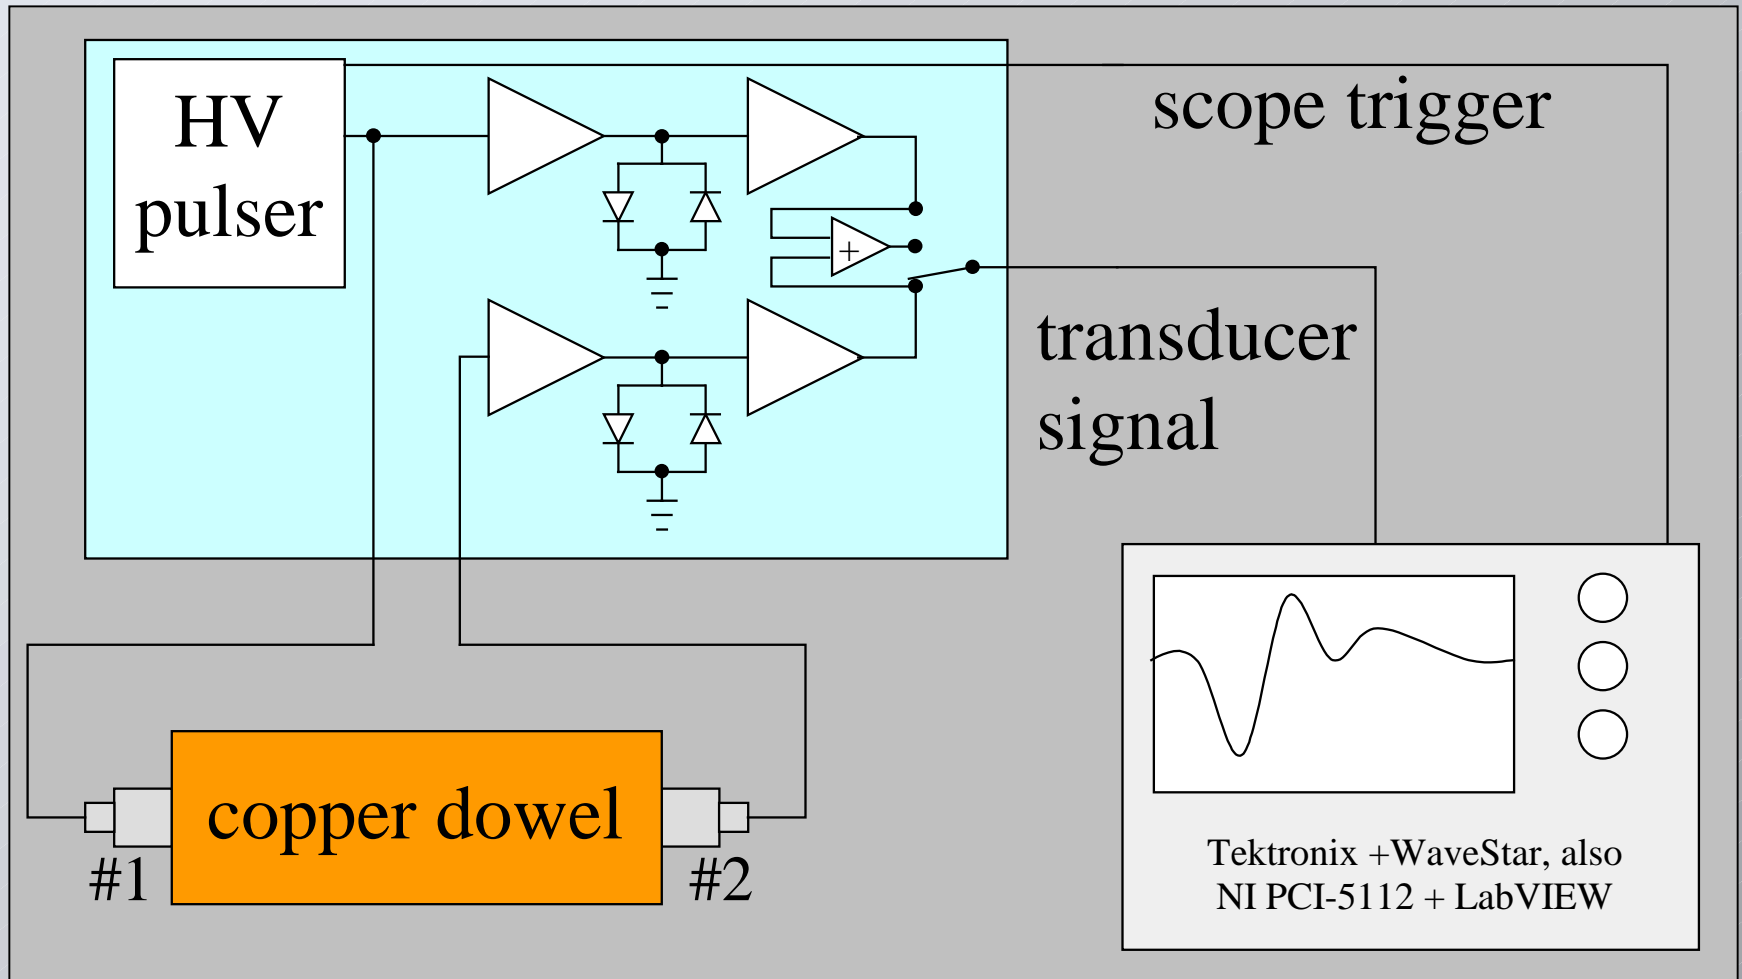 HV
pulser
scope trigger
+
transducer
signal
copper dowel
#1
#2
Tektronix +WaveStar, also
NI PCI-5112 + LabVIEW